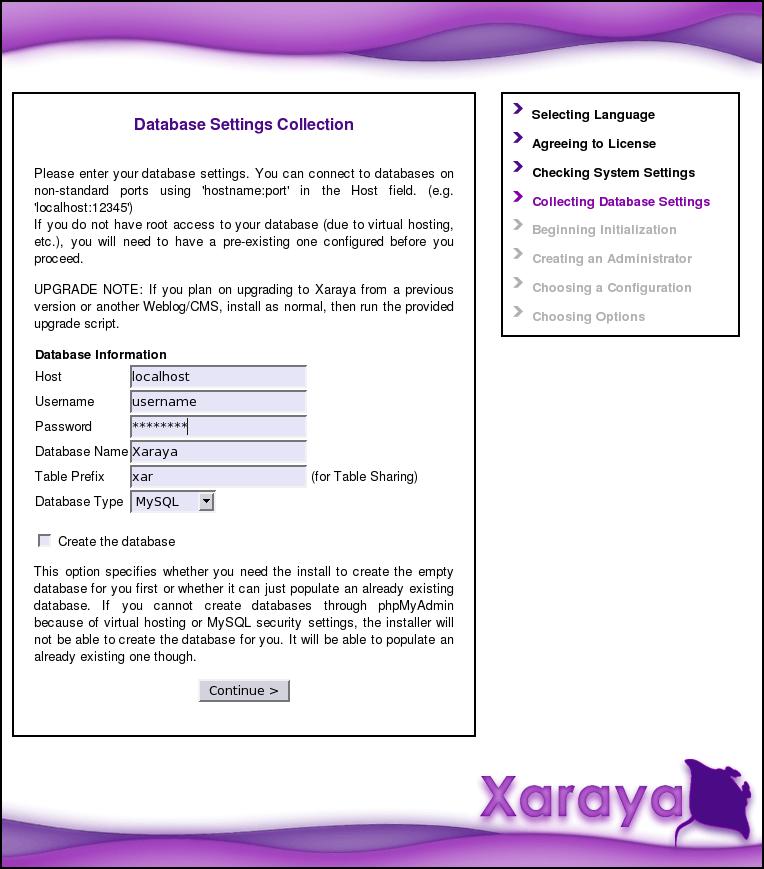 Database Settings Collection
Please enter your database settings. You can connect to databases on
non-standard ports using 'hostname:port' in the Host field. (e.g.
'localhost:12345')
If you do not have root access to your database (due to virtual hosting,
etc.), you will need to have a pre-existing one configured before you
proceed.
UPGRADE NOTE: If you plan on upgrading to Xaraya from a previous
version or another Weblog/CMS, install as normal, then run the provided
upgrade script.
Database Information
Host localhost
Username username
Password ********
Database Name Xaraya
Table Prefix xar (for Table Sharing)
Database Type MySQL
Create the database
This option specifies whether you need the install to create the empty
database for you first or whether it can just populate an already existing
database. If you cannot create databases through phpMyAdmin
because of virtual hosting or MySQL security settings, the installer will
not be able to create the database for you. It will be able to populate an
already existing one though.
Continue >
Selecting Language
Agreeing to License
Checking System Settings
Collecting Database Settings
Beginning Initialization
Creating an Administrator
Choosing a Configuration
Choosing Options
Xaraya